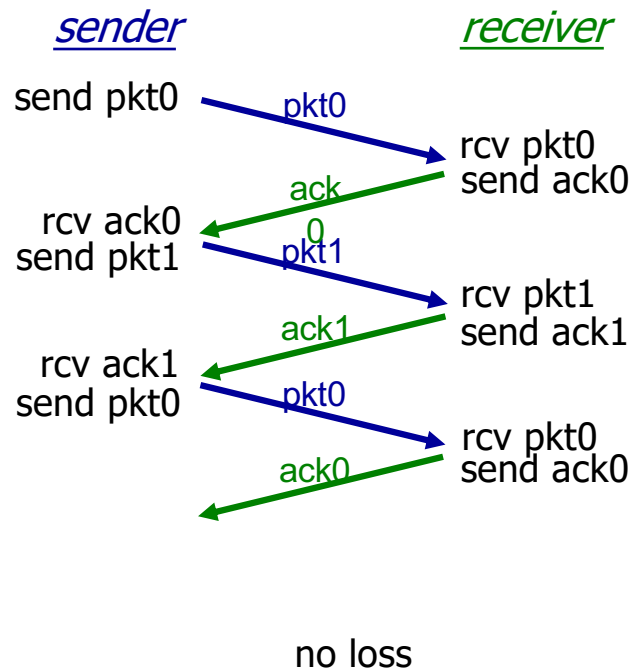 sender
receiver
send pkt0
pkt0
rcv pkt0
send ack0
ack
0
rcv ack0
send pkt1
pkt1
rcv pkt1
send ack1
ack1
rcv ack1
send pkt0
pkt0
rcv pkt0
send ack0
ack0
no loss